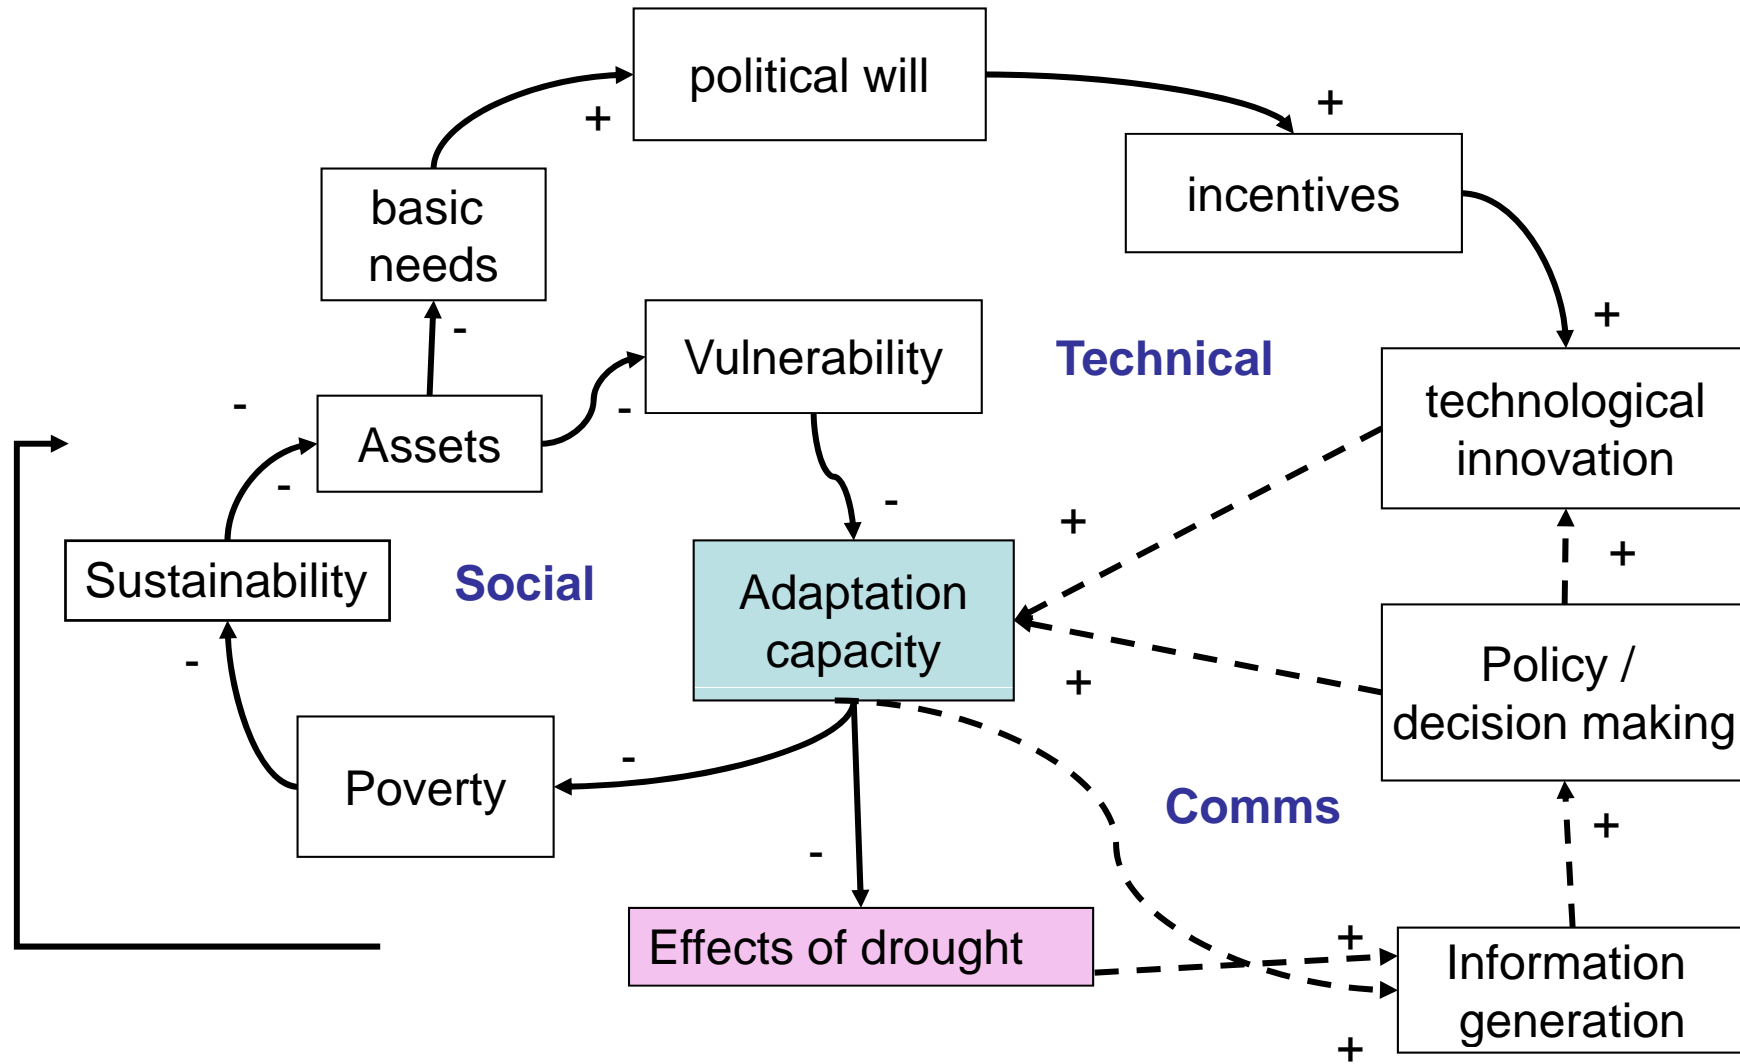 political will
+
+
incentives
basic
needs
-
+
Vulnerability
Technical
-
-
Assets
technological
innovation
-
-
+
+
Sustainability
Social
Adaptation
capacity
-
+
Policy /
decision making
-
Poverty
Comms
+
-
+
Effects of drought
Information
generation
+